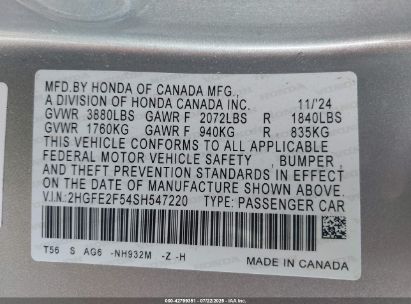 MFD.BY HONDA OF CANADA MFG.,
A DIVISION OF HONDA CANADA INC. 11/'24
GVWR 3880LBS GAWR F 2072LBS R 1840LBS
GVWR 1760KG GAWR F 940KG R 835KG
THIS VEHICLE CONFORMS TO ALL APPLICABLE
FEDERAL MOTOR VEHICLE SAFETY , BUMPER ,
AND THEFT PREVENTION STANDARDS IN EFFECT
ON THE DATE OF MANUFACTURE SHOWN ABOVE.
V.I.N.:2HGFE2F54SH547220 TYPE: PASSENGER CAR
T56 S AG6 -NH932M -Z -H
MADE IN CANADA